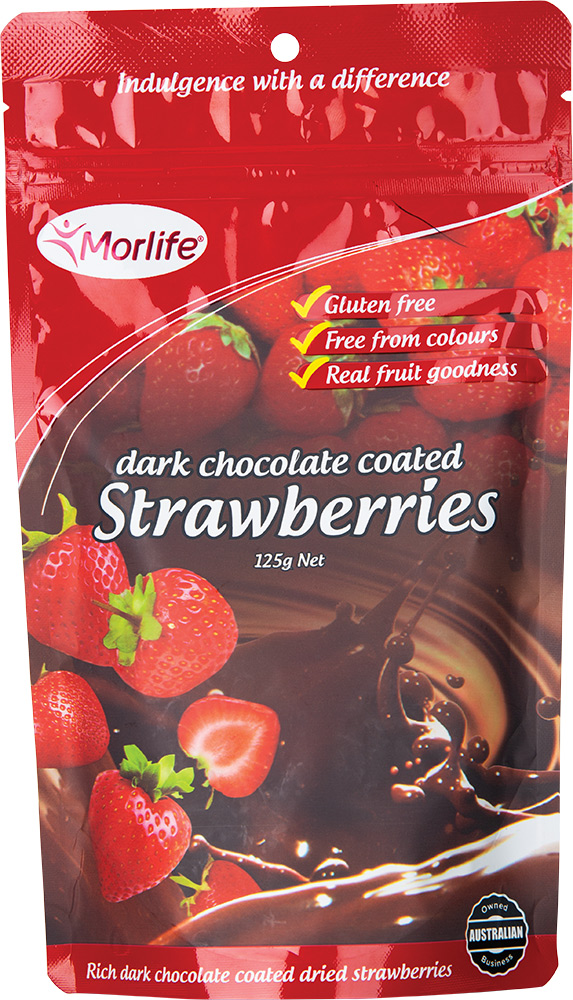 Indulgence with a difference
Morlife®
Gluten free
Free from colours
Real fruit goodness
dark chocolate coated
Strawberries
125g Net
Owned
AUSTRALIAN
Business
Rich dark chocolate coated dried strawberries